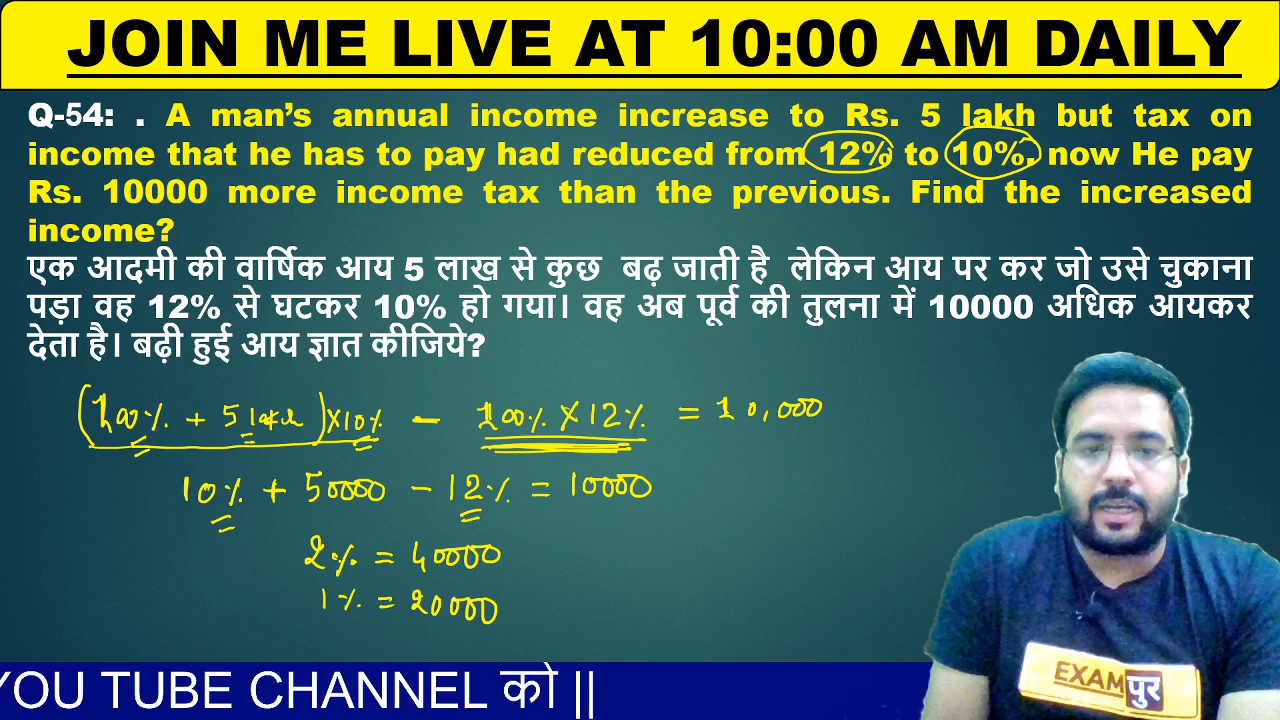 JOIN ME LIVE AT 10:00 AM DAILY
Q-54: . A man's annual income increase to Rs. 5 lakh but tax on
income that he has to pay had reduced from 12% to 10%. now He pay
Rs. 10000 more income tax than the previous. Find the increased
income?
एक आदमी की वार्षिक आय 5 लाख से कुछ बढ़ जाती है लेकिन आय पर कर जो उसे चुकाना
पड़ा वह 12% से घटकर 10% हो गया। वह अब पूर्व की तुलना में 10000 अधिक आयकर
देता है। बढ़ी हुई आय ज्ञात कीजिये?
(100% + 5 lakh) × 10% - 100% × 12% = 10,000
10% + 50000 - 12% = 10000
2% = 40000
1% = 20000
EXAMपुर
YOU TUBE CHANNEL को ||